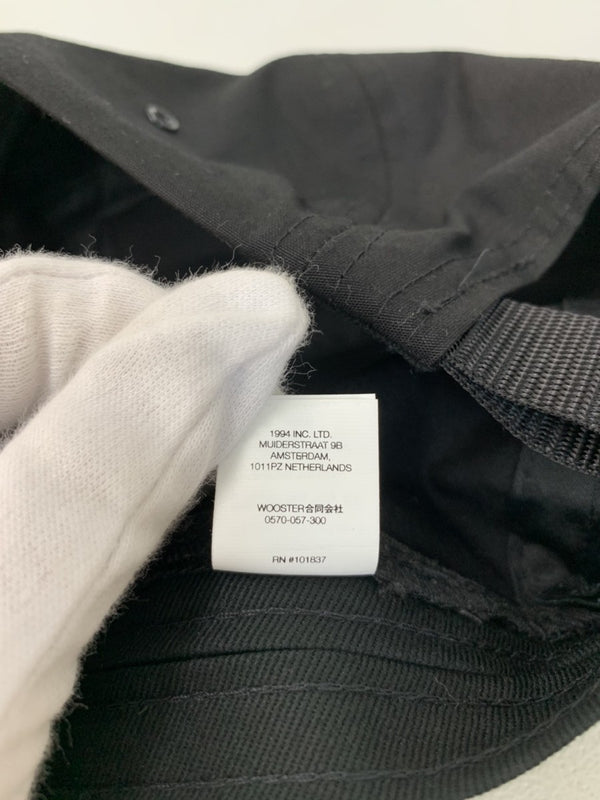 1994 INC. LTD.
MUIDERSTRAAT 9B
AMSTERDAM,
1011PZ NETHERLANDS
WOOSTER合同会社
0570-057-300
RN #101837